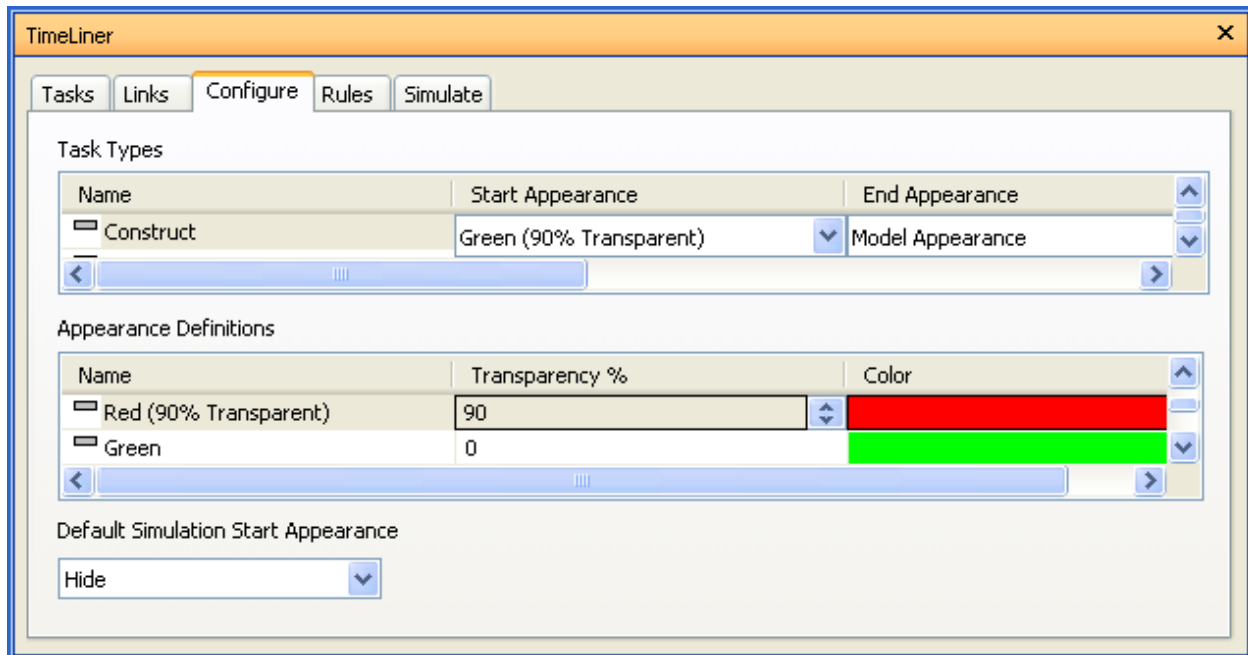 TimeLiner
Tasks Links Configure Rules Simulate
Task Types
Name Start Appearance End Appearance
Construct Green (90% Transparent) Model Appearance
Appearance Definitions
Name Transparency % Color
Red (90% Transparent) 90
Green 0
Default Simulation Start Appearance
Hide